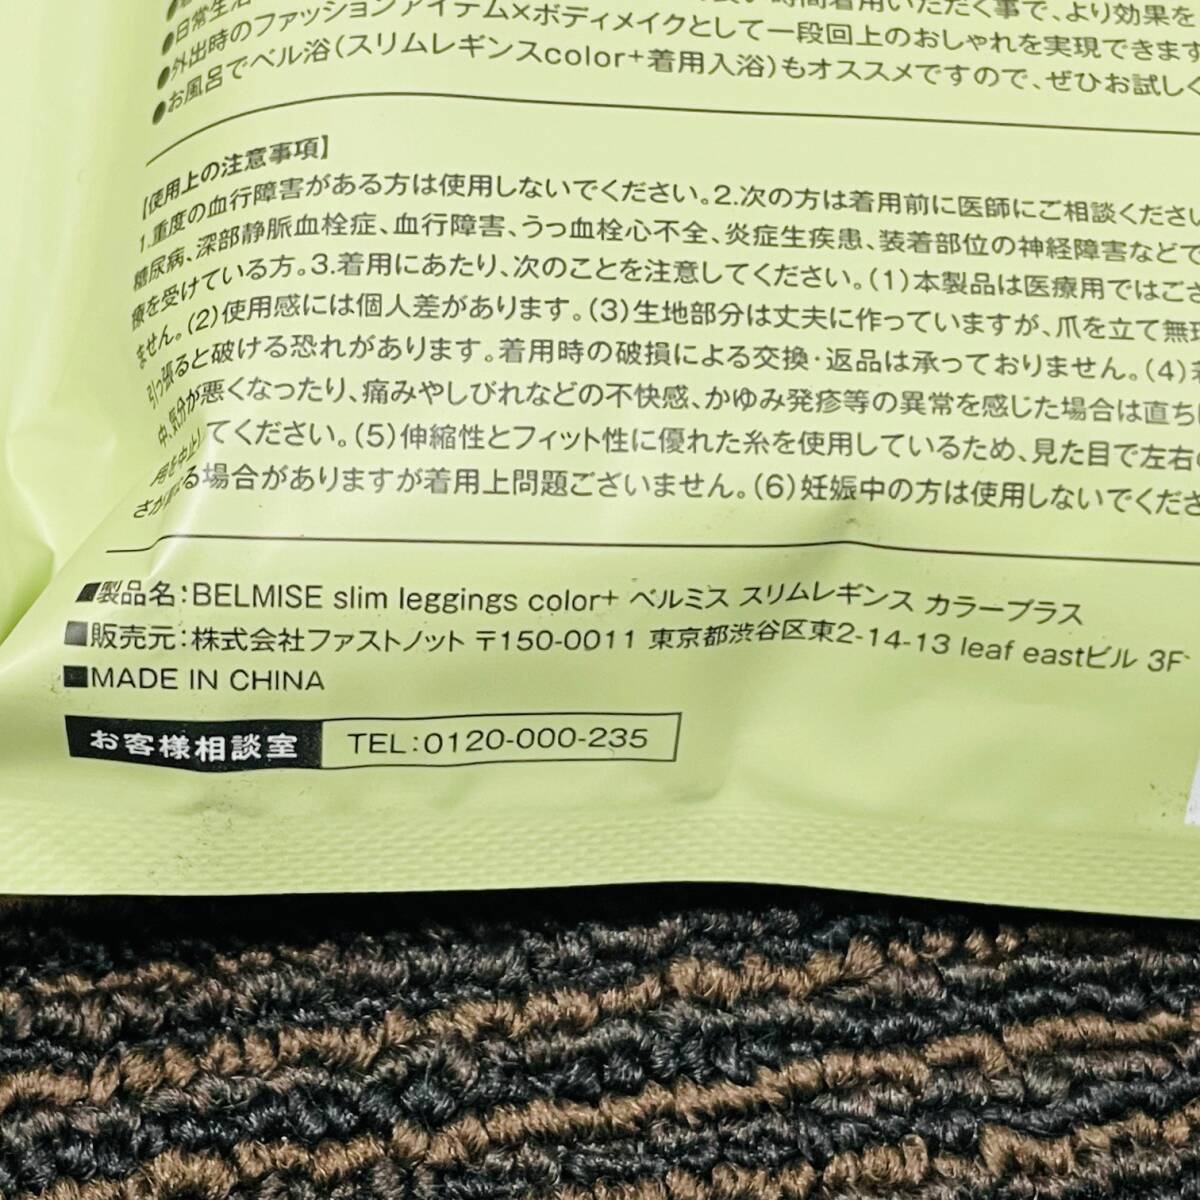 日常生活
●外出時のファッションアイテム×ボディメイクとして一段回上のおしゃれを実現できます
●お風呂でベル浴(スリムレギンスcolor+着用入浴)もオススメですので、ぜひお試しく
【使用上の注意事項】
1.重度の血行障害がある方は使用しないでください。2.次の方は着用前に医師にご相談くださ
糖尿病、深部静脈血栓症、血行障害、うっ血栓心不全、炎症生疾患、装着部位の神経障害などで
療を受けている方。3.着用にあたり、次のことを注意してください。(1)本製品は医療用ではござ
ません。(2)使用感には個人差があります。(3)生地部分は丈夫に作っていますが、爪を立て無理
引っ張ると破ける恐れがあります。着用時の破損による交換・返品は承っておりません。(4)
中、気分が悪くなったり、痛みやしびれなどの不快感、かゆみ発疹等の異常を感じた場合は直ち
用を中止してください。(5)伸縮性とフィット性に優れた糸を使用しているため、見た目で左右
る場合がありますが着用上問題ございません。(6)妊娠中の方は使用しないでくださ
■製品名:BELMISE slim leggings color+ ベルミス スリムレギンス カラープラス
■販売元:株式会社ファストノット 〒150-0011 東京都渋谷区東2-14-13 leaf eastビル 3F
■MADE IN CHINA
お客様相談室 TEL:0120-000-235